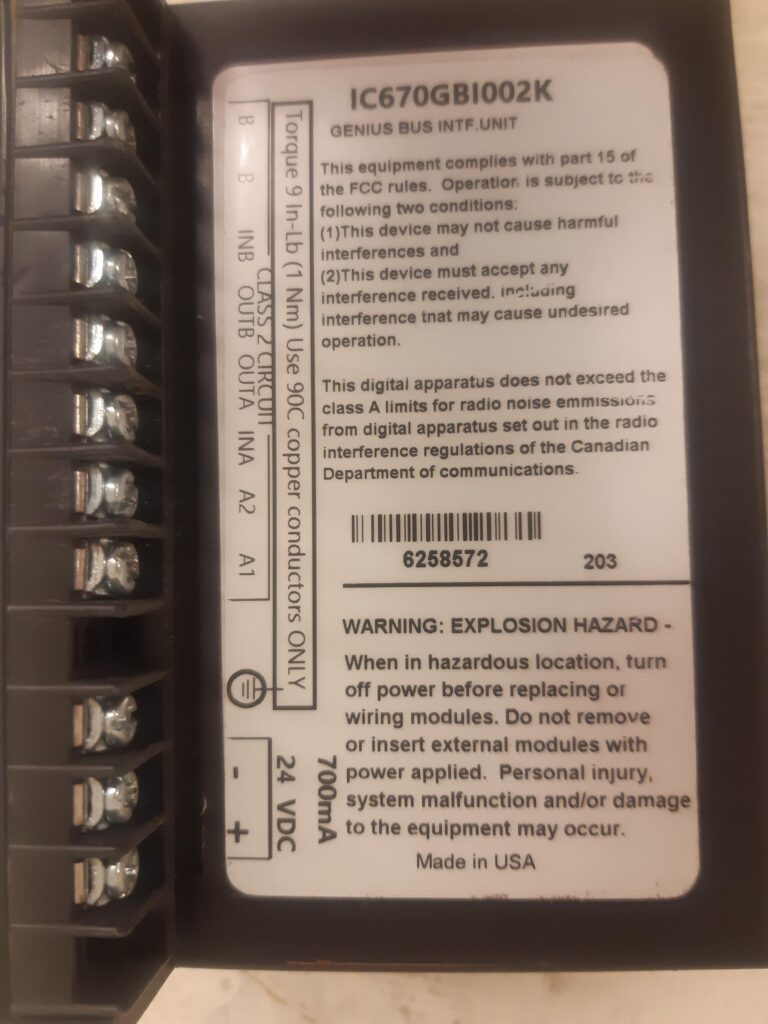 IC670GBI002K
GENIUS BUS INTF.UNIT
This equipment complies with part 15 of
the FCC rules. Operation is subject to the
following two conditions:
(1)This device may not cause harmful
interferences and
(2)This device must accept any
interference received. including
interference that may cause undesired
operation.
This digital apparatus does not exceed the
class A limits for radio noise emmissions
from digital apparatus set out in the radio
interference regulations of the Canadian
Department of communications.
6258572 203
WARNING: EXPLOSION HAZARD -
When in hazardous location, turn
off power before replacing or
wiring modules. Do not remove
or insert external modules with
power applied. Personal injury,
system malfunction and/or damage
to the equipment may occur.
Made in USA
Torque 9 In-Lb (1 Nm) Use 90C copper conductors ONLY
CLASS 2 CIRCUIT
B B INB OUTB OUTA INA A2 A1
700mA
24 VDC
- +